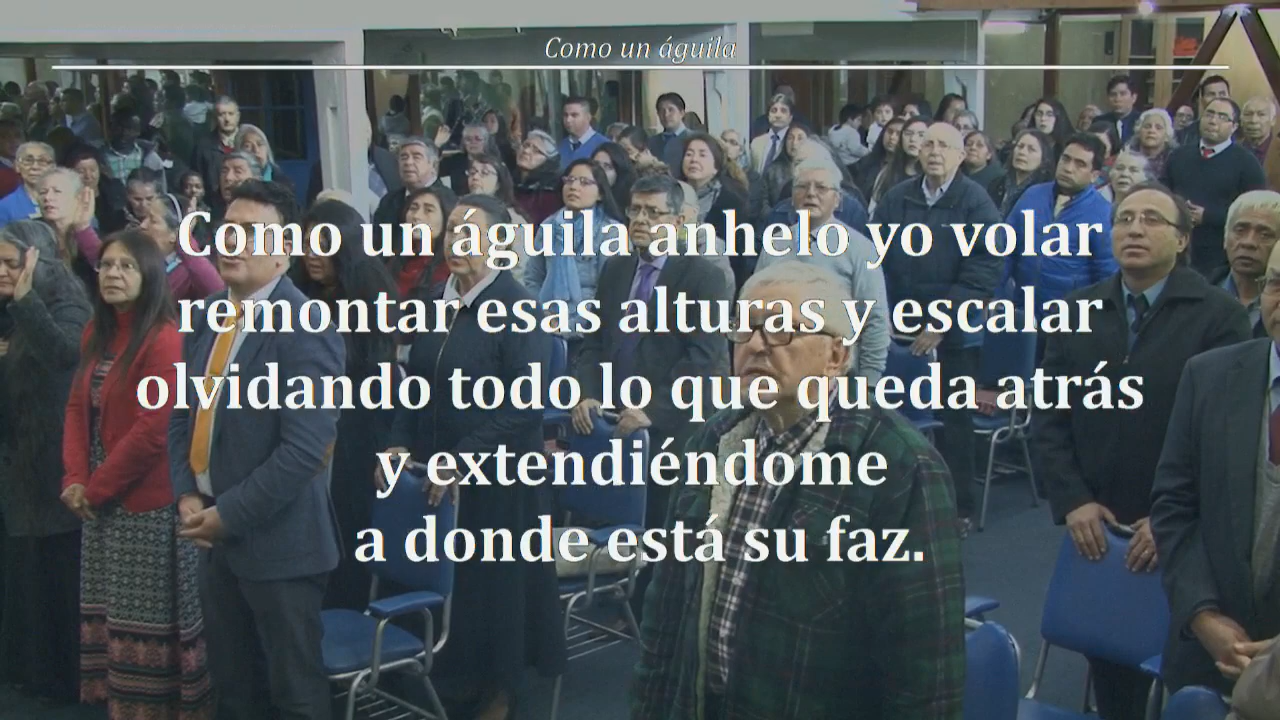 Como un águila
Como un águila anhelo yo volar
remontar esas alturas y escalar
olvidando todo lo que queda atrás
y extendiéndome
a donde está su faz.